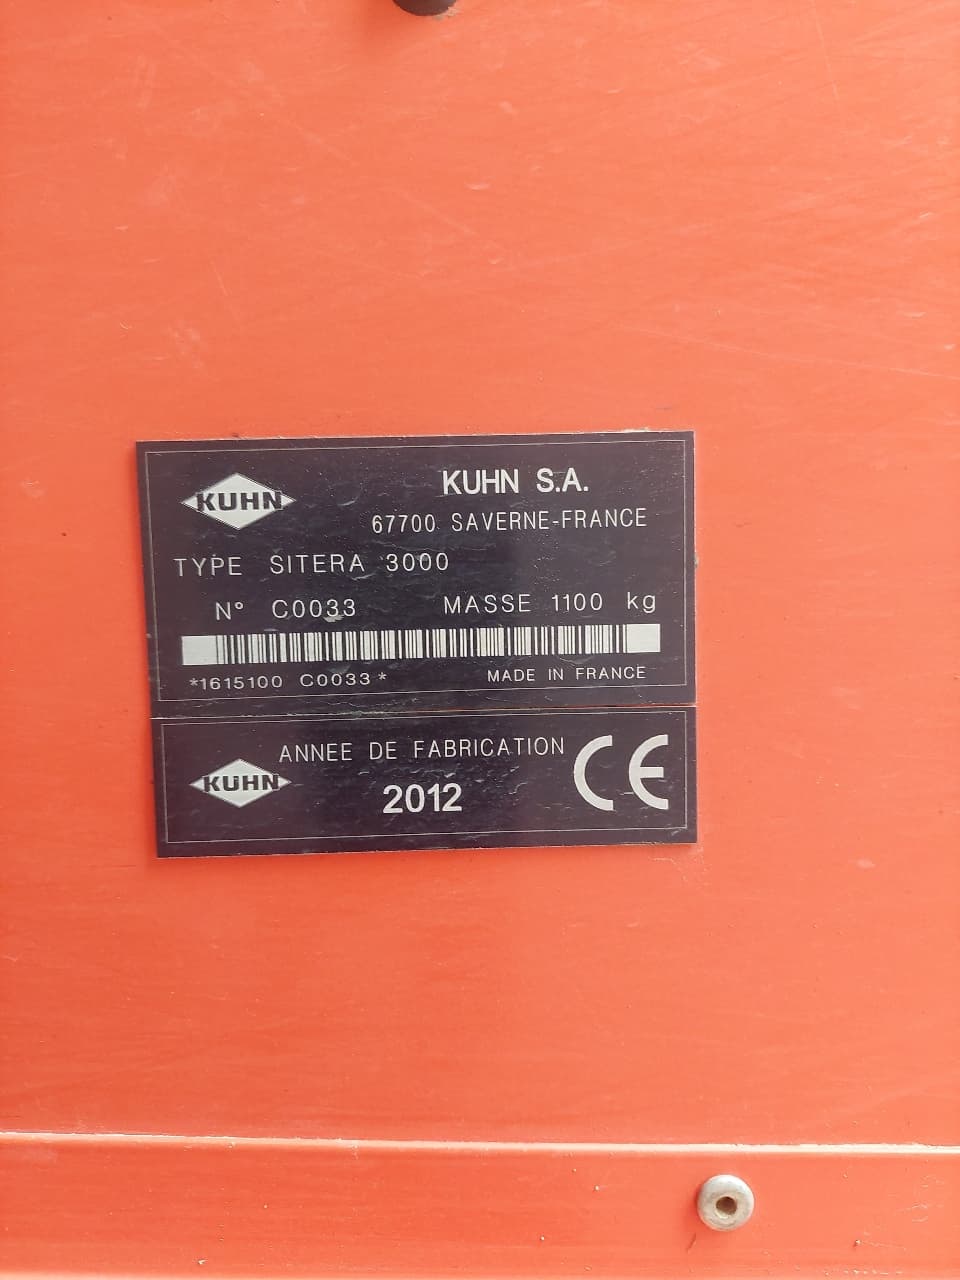 KUHN
KUHN S.A.
67700 SAVERNE-FRANCE
TYPE SITERA 3000
N° C0033 MASSE 1100 kg
*1615100 C0033* MADE IN FRANCE
KUHN
ANNEE DE FABRICATION
2012
CE